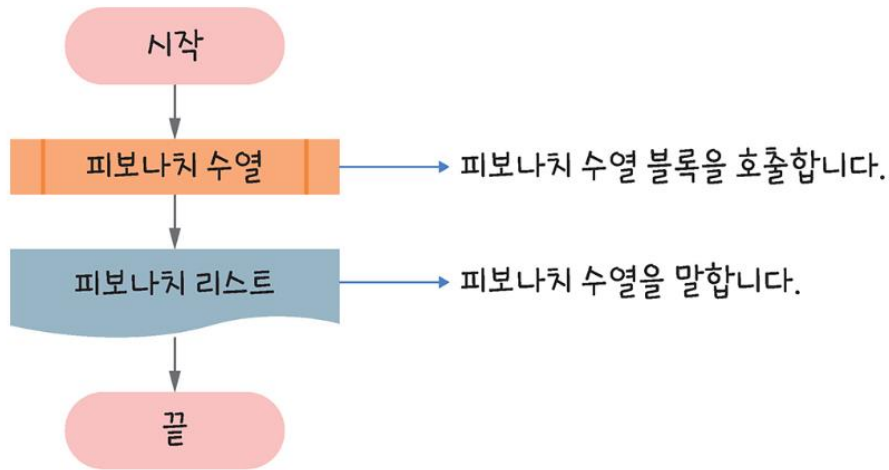 시작
피보나치 수열
피보나치 수열 블록을 호출합니다.
피보나치 리스트
피보나치 수열을 말합니다.
끝